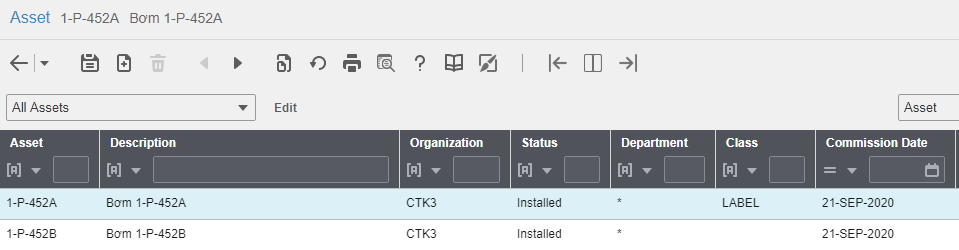 Asset 1-P-452A Bơm 1-P-452A
All Assets Edit Asset
Asset Description Organization Status Department Class Commission Date
1-P-452A Bơm 1-P-452A CTK3 Installed * LABEL 21-SEP-2020
1-P-452B Bơm 1-P-452B CTK3 Installed * 21-SEP-2020